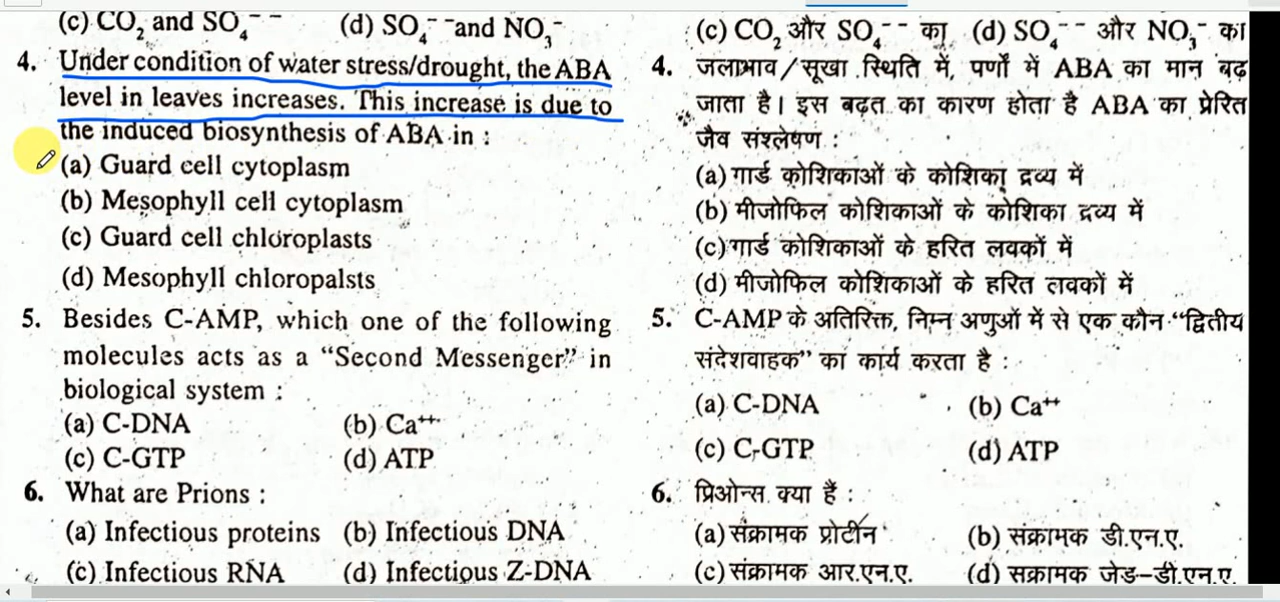 (c) CO₂ and SO₄⁻⁻ (d) SO₄⁻⁻and NO₃⁻
4. Under condition of water stress/drought, the ABA
level in leaves increases. This increase is due to
the induced biosynthesis of ABA in :
(a) Guard cell cytoplasm
(b) Mesophyll cell cytoplasm
(c) Guard cell chloroplasts
(d) Mesophyll chloropalsts
5. Besides C-AMP, which one of the following
molecules acts as a “Second Messenger” in
biological system :
(a) C-DNA (b) Ca⁺⁺
(c) C-GTP (d) ATP
6. What are Prions :
(a) Infectious proteins (b) Infectious DNA
(c) Infectious RNA (d) Infectious Z-DNA
(c) CO₂ और SO₄⁻⁻ का (d) SO₄⁻⁻ और NO₃⁻ का
4. जलाभाव/सूखा स्थिति में, पर्णों में ABA का मान बढ़
जाता है। इस बढ़त का कारण होता है ABA का प्रेरित
जैव संश्लेषण :
(a) गार्ड कोशिकाओं के कोशिका द्रव्य में
(b) मीजोफिल कोशिकाओं के कोशिका द्रव्य में
(c) गार्ड कोशिकाओं के हरित लवकों में
(d) मीजोफिल कोशिकाओं के हरित लवकों में
5. C-AMP के अतिरिक्त, निम्न अणुओं में से एक कौन “द्वितीय
संदेशवाहक” का कार्य करता है :
(a) C-DNA (b) Ca⁺⁺
(c) C-GTP (d) ATP
6. प्रिओन्स क्या हैं :
(a) संक्रामक प्रोटीन (b) संक्रामक डी.एन.ए.
(c) संक्रामक आर.एन.ए. (d) सक्रामक जेड–डी.एन.ए.